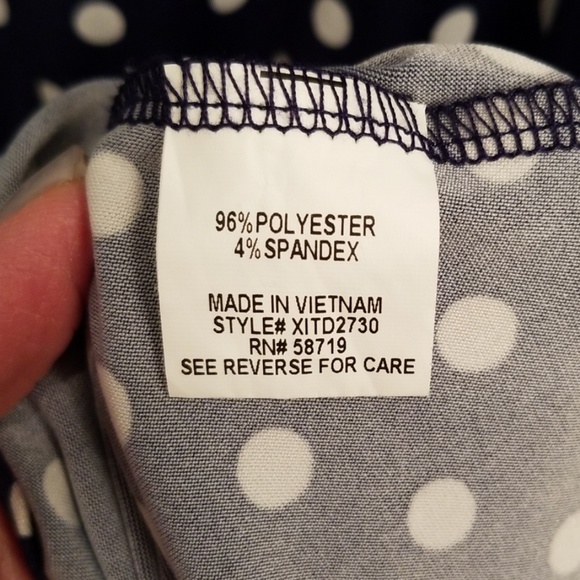 96%POLYESTER
4%SPANDEX
MADE IN VIETNAM
STYLE# XITD2730
RN# 58719
SEE REVERSE FOR CARE